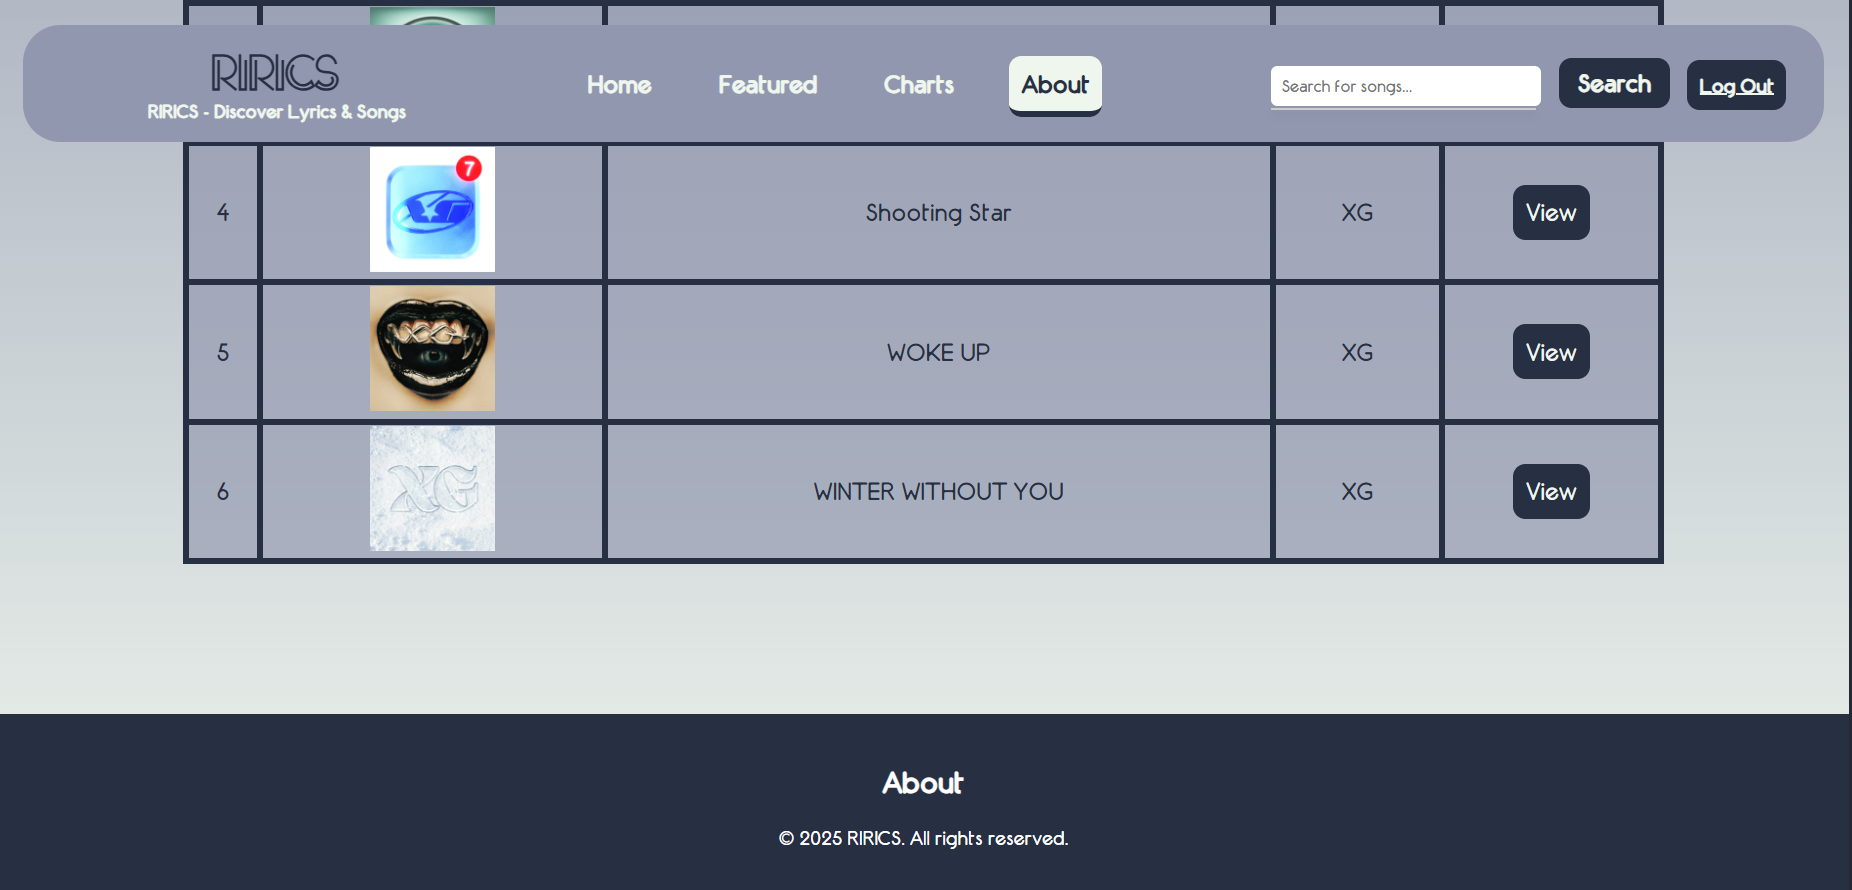 RIRICS
RIRICS - Discover Lyrics & Songs
Home Featured Charts About
Search for songs...
Search
Log Out
4 7 Shooting Star XG View
5 WOKE UP XG View
6 XG WINTER WITHOUT YOU XG View
About
© 2025 RIRICS. All rights reserved.